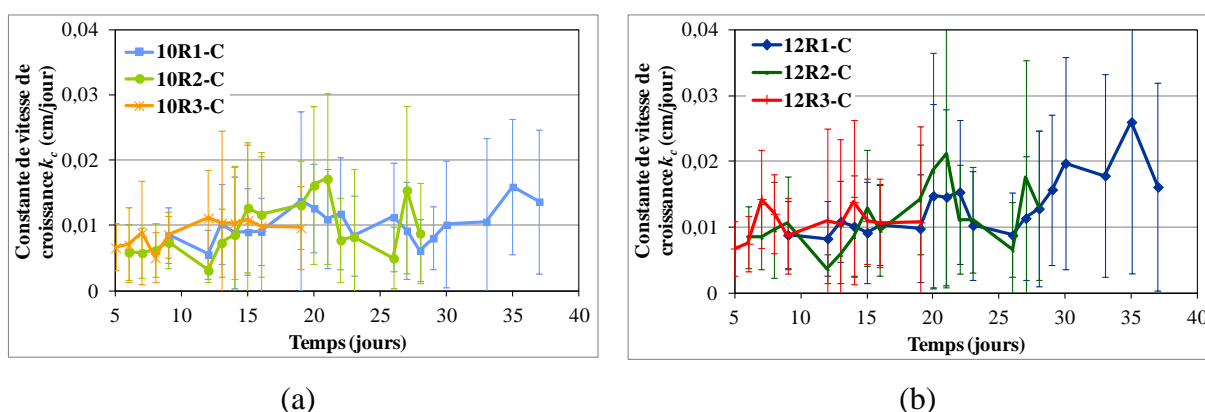 Constante de vitesse de
croissance kc (cm/jour)
0,04
0,03
0,02
0,01
0
10R1-C
10R2-C
10R3-C
5 10 15 20 25 30 35 40
Temps (jours)
(a)
Constante de vitesse de
croissance kc (cm/jour)
0,04
0,03
0,02
0,01
0
12R1-C
12R2-C
12R3-C
5 10 15 20 25 30 35 40
Temps (jours)
(b)